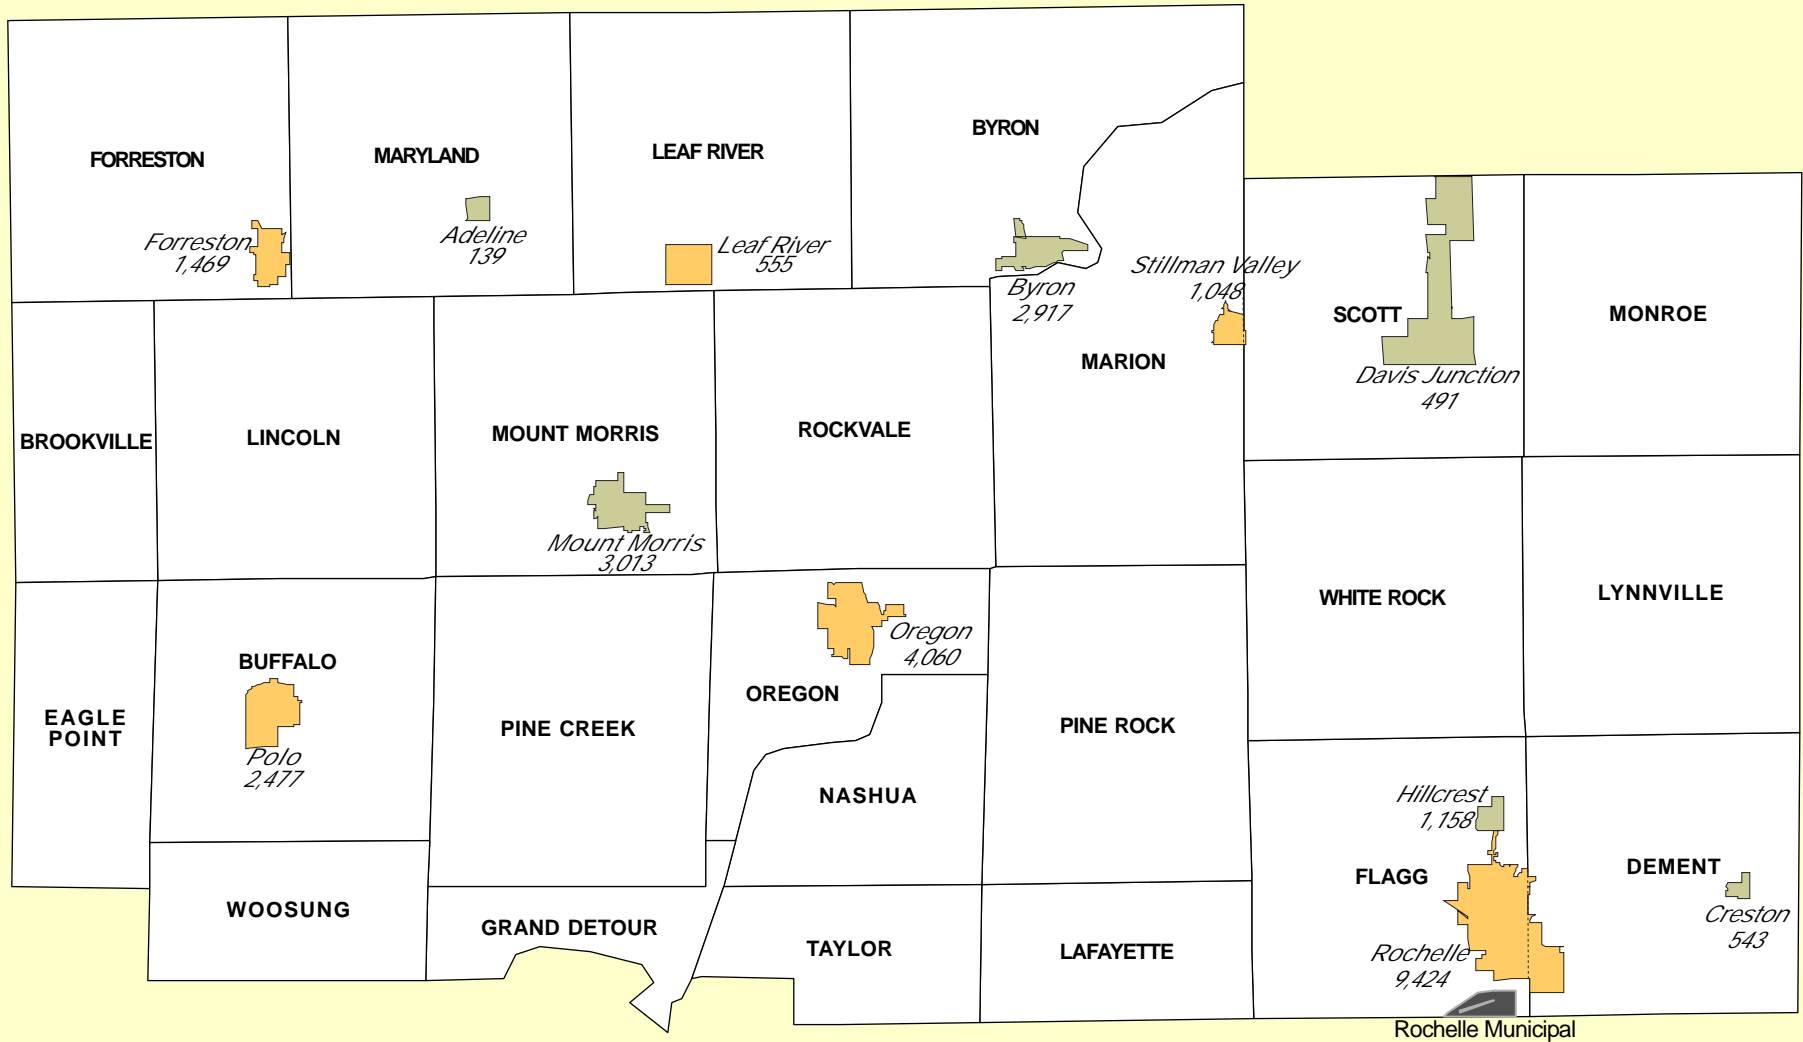 BYRON
FORRESTON
MARYLAND
LEAF RIVER
Forreston
1,469
Adeline
139
Leaf River
555
Byron
2,917
Stillman Valley
1,048
SCOTT
MONROE
MARION
Davis Junction
491
BROOKVILLE
LINCOLN
MOUNT MORRIS
ROCKVALE
Mount Morris
3,013
WHITE ROCK
LYNNVILLE
Oregon
4,060
BUFFALO
OREGON
EAGLE
POINT
PINE CREEK
PINE ROCK
Polo
2,477
NASHUA
Hillcrest
1,158
FLAGG
DEMENT
WOOSUNG
GRAND DETOUR
TAYLOR
LAFAYETTE
Creston
543
Rochelle
9,424
Rochelle Municipal